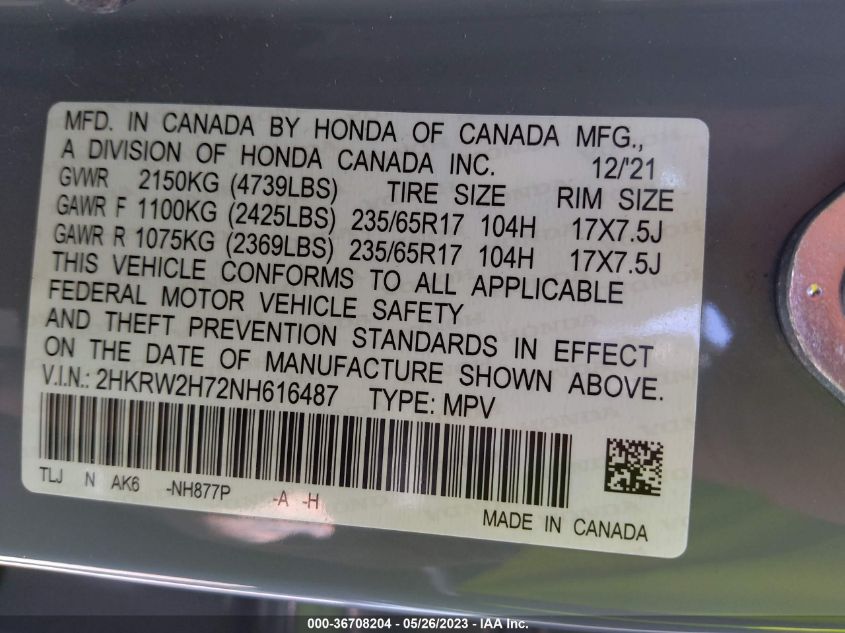 MFD. IN CANADA BY HONDA OF CANADA MFG.,
A DIVISION OF HONDA CANADA INC. 12/'21
GVWR 2150KG (4739LBS) TIRE SIZE RIM SIZE
GAWR F 1100KG (2425LBS) 235/65R17 104H 17X7.5J
GAWR R 1075KG (2369LBS) 235/65R17 104H 17X7.5J
THIS VEHICLE CONFORMS TO ALL APPLICABLE
FEDERAL MOTOR VEHICLE SAFETY
AND THEFT PREVENTION STANDARDS IN EFFECT
ON THE DATE OF MANUFACTURE SHOWN ABOVE.
V.I.N.: 2HKRW2H72NH616487 TYPE: MPV
TLJ N AK6 -NH877P -A -H
MADE IN CANADA
000-36708204 - 05/26/2023 - IAA Inc.